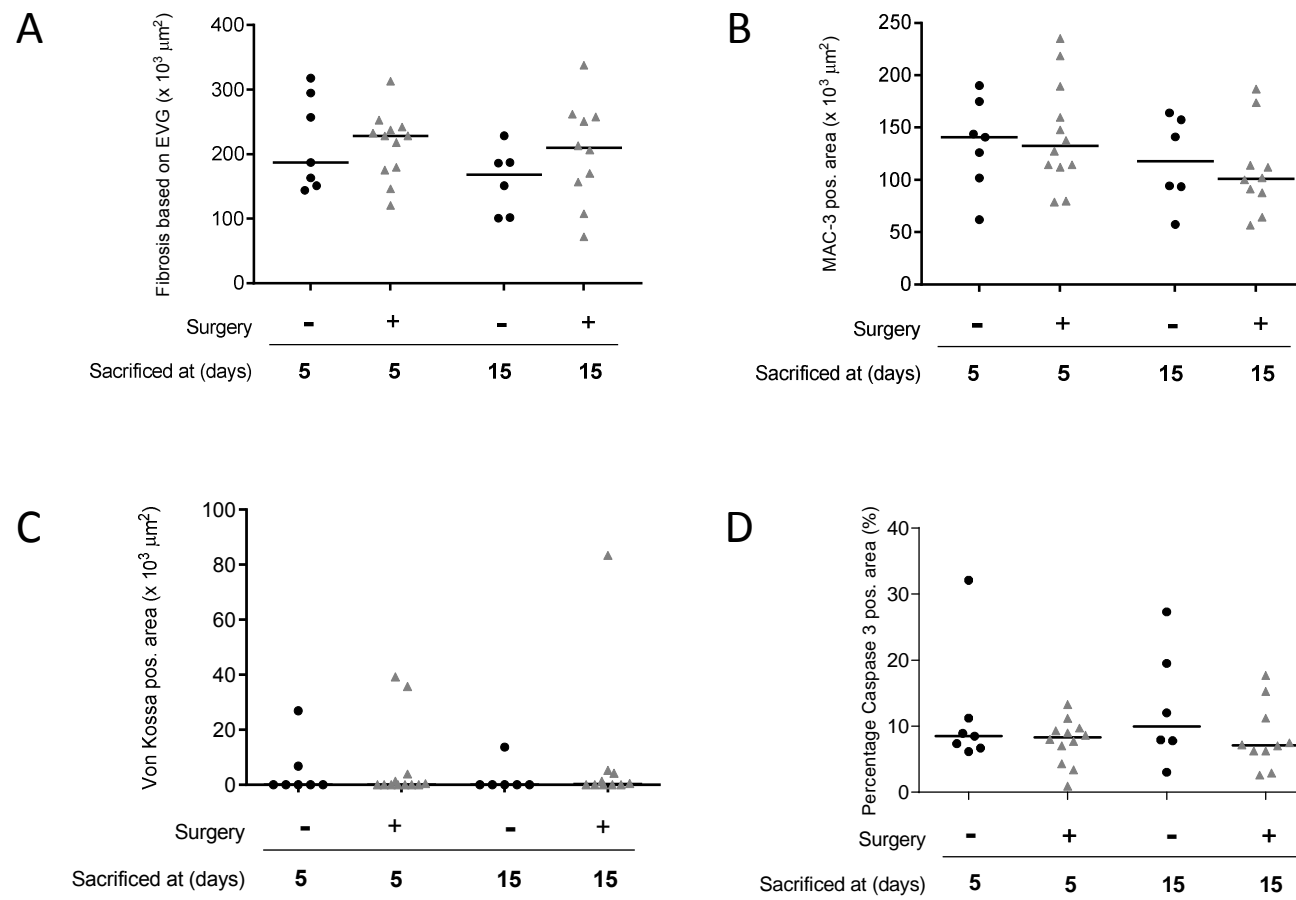 A
Fibrosis based on EVG (x 10³ μm²)
400
300
200
100
0
Surgery - + - +
Sacrificed at (days) 5 5 15 15
B
MAC-3 pos. area (x 10³ μm²)
250
200
150
100
50
0
Surgery - + - +
Sacrificed at (days) 5 5 15 15
C
Von Kossa pos. area (x 10³ μm²)
100
80
60
40
20
0
Surgery - + - +
Sacrificed at (days) 5 5 15 15
D
Percentage Caspase 3 pos. area (%)
40
30
20
10
0
Surgery - + - +
Sacrificed at (days) 5 5 15 15